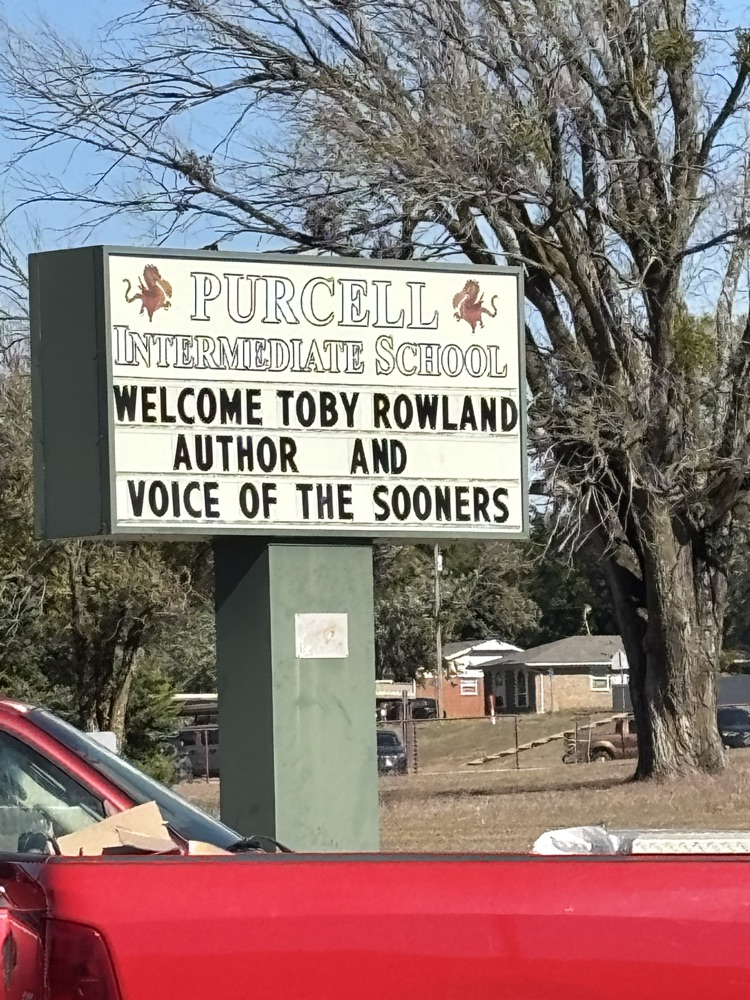 PURCELL
INTERMEDIATE SCHOOL
WELCOME TOBY ROWLAND
AUTHOR AND
VOICE OF THE SOONERS